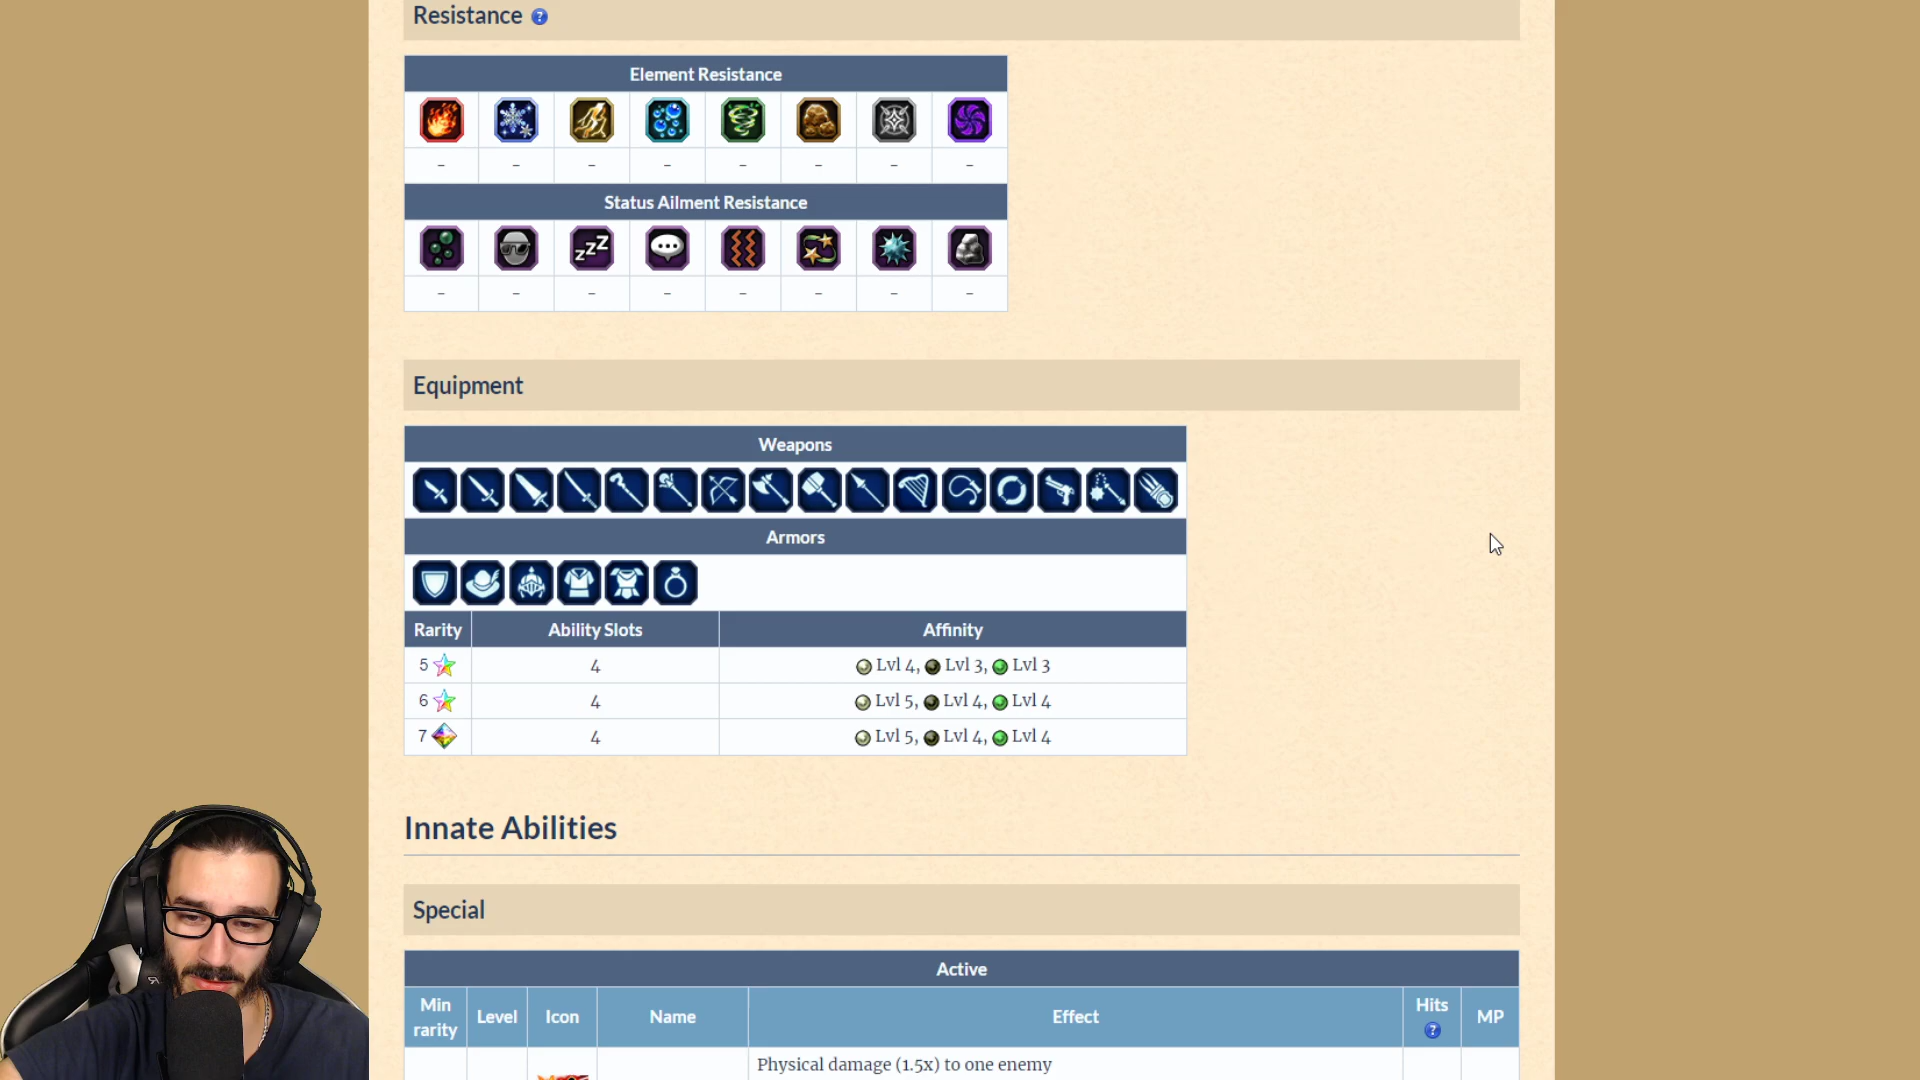 Resistance ?
Element Resistance
– – – – – – – –
Status Ailment Resistance
zzZ
– – – – – – – –
Equipment
Weapons
Armors
Rarity Ability Slots Affinity
5 4 Lvl 4, Lvl 3, Lvl 3
6 4 Lvl 5, Lvl 4, Lvl 4
7 4 Lvl 5, Lvl 4, Lvl 4
Innate Abilities
Special
Active
Min rarity Level Icon Name Effect Hits ? MP
Physical damage (1.5x) to one enemy